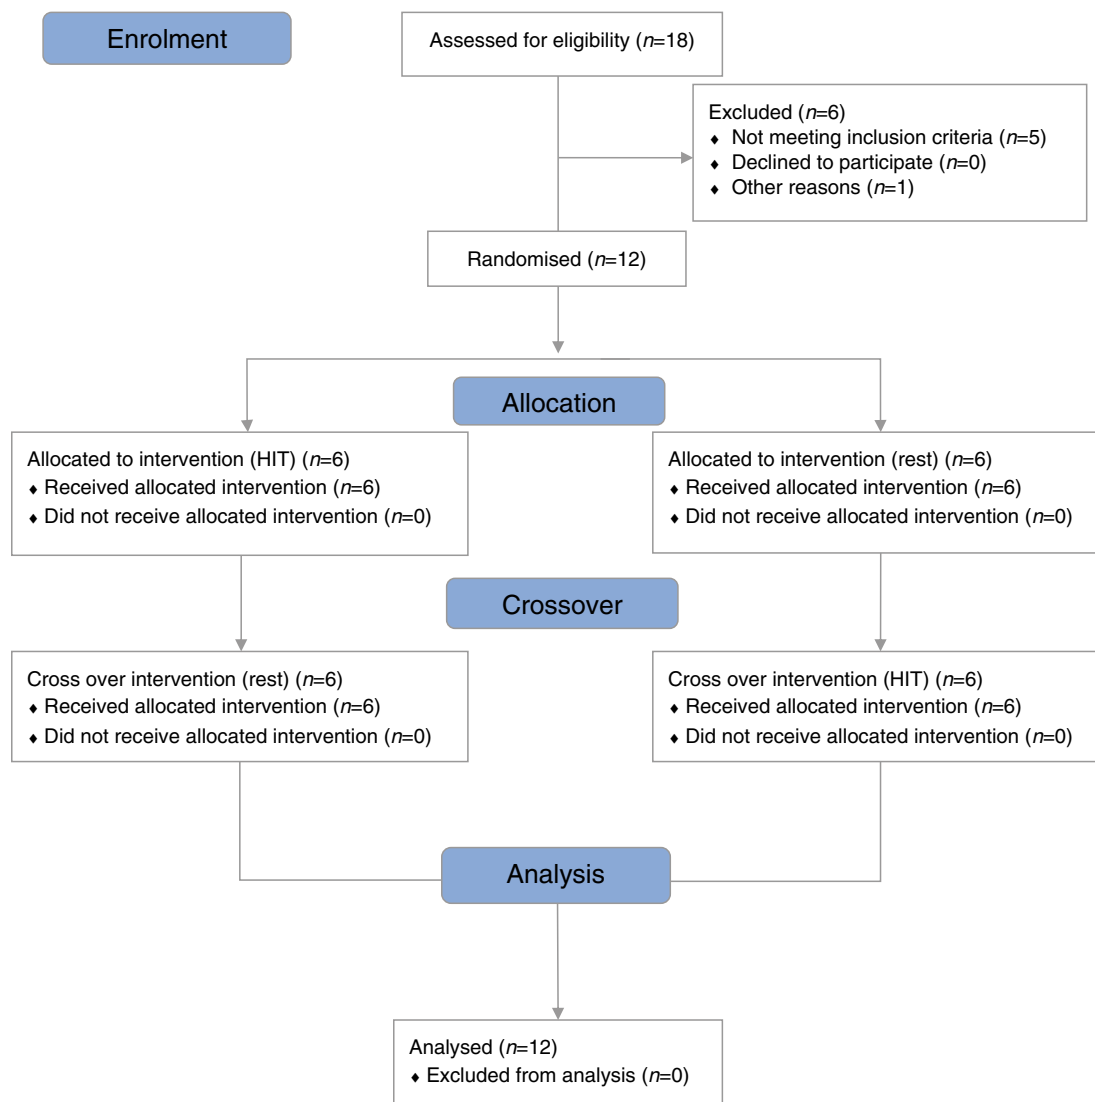 Enrolment
Assessed for eligibility (n=18)
Excluded (n=6)
♦ Not meeting inclusion criteria (n=5)
♦ Declined to participate (n=0)
♦ Other reasons (n=1)
Randomised (n=12)
Allocation
Allocated to intervention (HIT) (n=6)
♦ Received allocated intervention (n=6)
♦ Did not receive allocated intervention (n=0)
Allocated to intervention (rest) (n=6)
♦ Received allocated intervention (n=6)
♦ Did not receive allocated intervention (n=0)
Crossover
Cross over intervention (rest) (n=6)
♦ Received allocated intervention (n=6)
♦ Did not receive allocated intervention (n=0)
Cross over intervention (HIT) (n=6)
♦ Received allocated intervention (n=6)
♦ Did not receive allocated intervention (n=0)
Analysis
Analysed (n=12)
♦ Excluded from analysis (n=0)